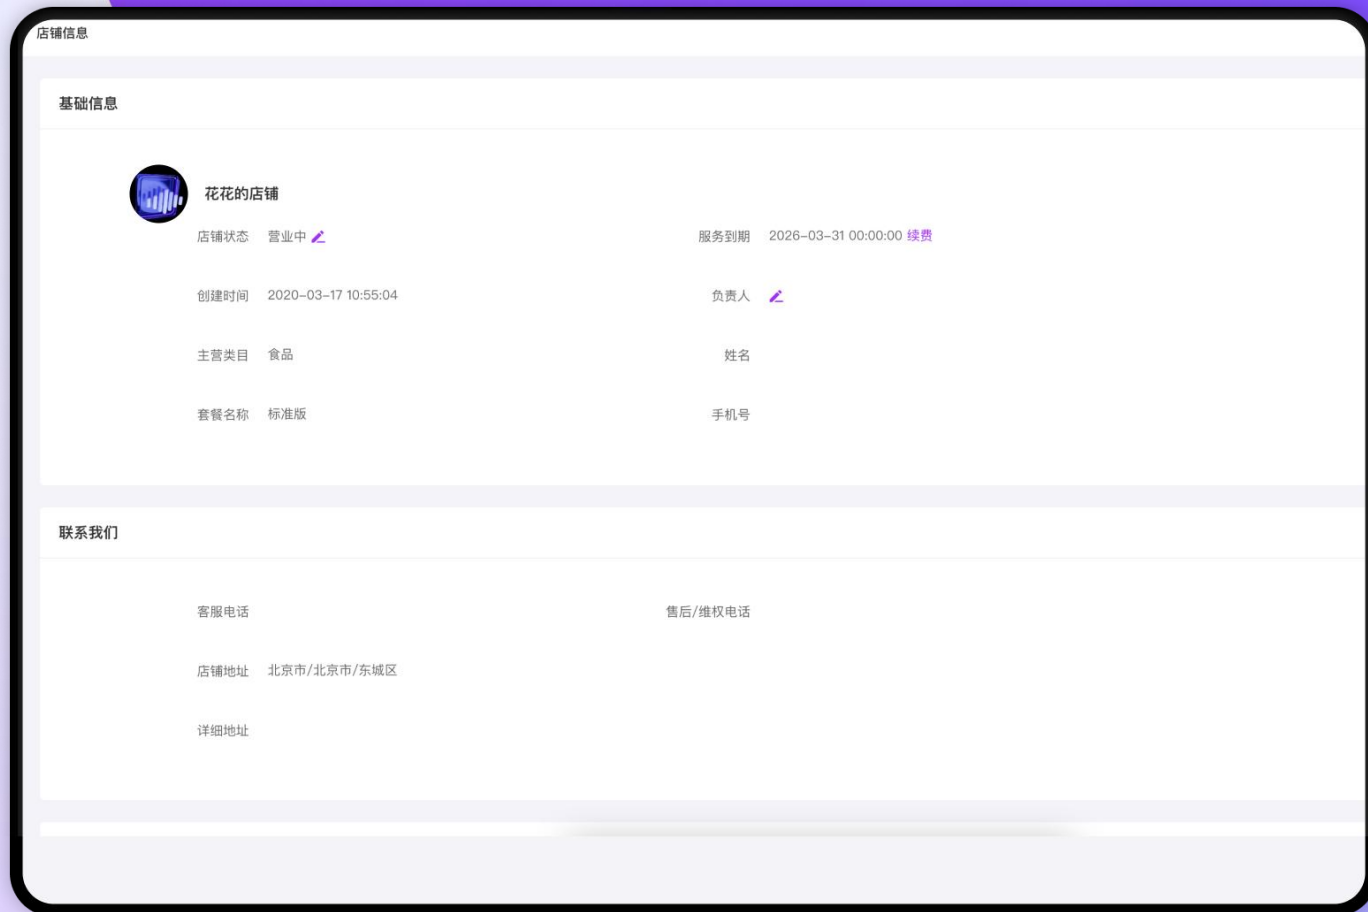 店铺信息
基础信息
花花的店铺
店铺状态 营业中 服务到期 2026-03-31 00:00:00 续费
创建时间 2020-03-17 10:55:04 负责人
主营类目 食品 姓名
套餐名称 标准版 手机号
联系我们
客服电话 售后/维权电话
店铺地址 北京市/北京市/东城区
详细地址